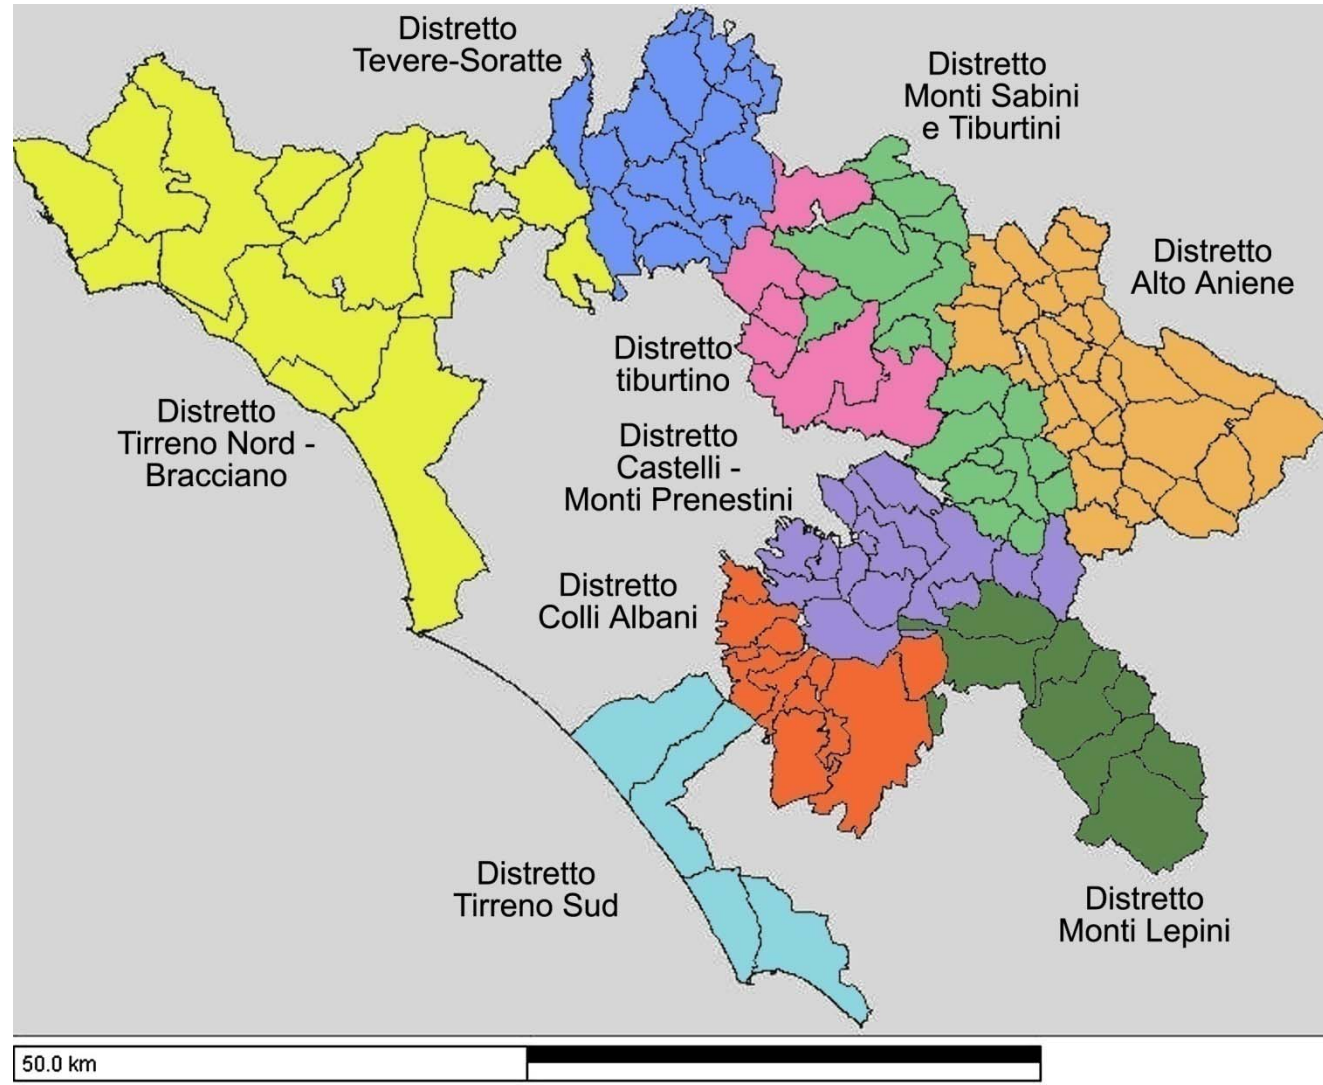 Distretto
Tevere-Soratte
Distretto
Monti Sabini
e Tiburtini
Distretto
Alto Aniene
Distretto
tiburtino
Distretto
Tirreno Nord -
Bracciano
Distretto
Castelli -
Monti Prenestini
Distretto
Colli Albani
Distretto
Tirreno Sud
Distretto
Monti Lepini
50.0 km